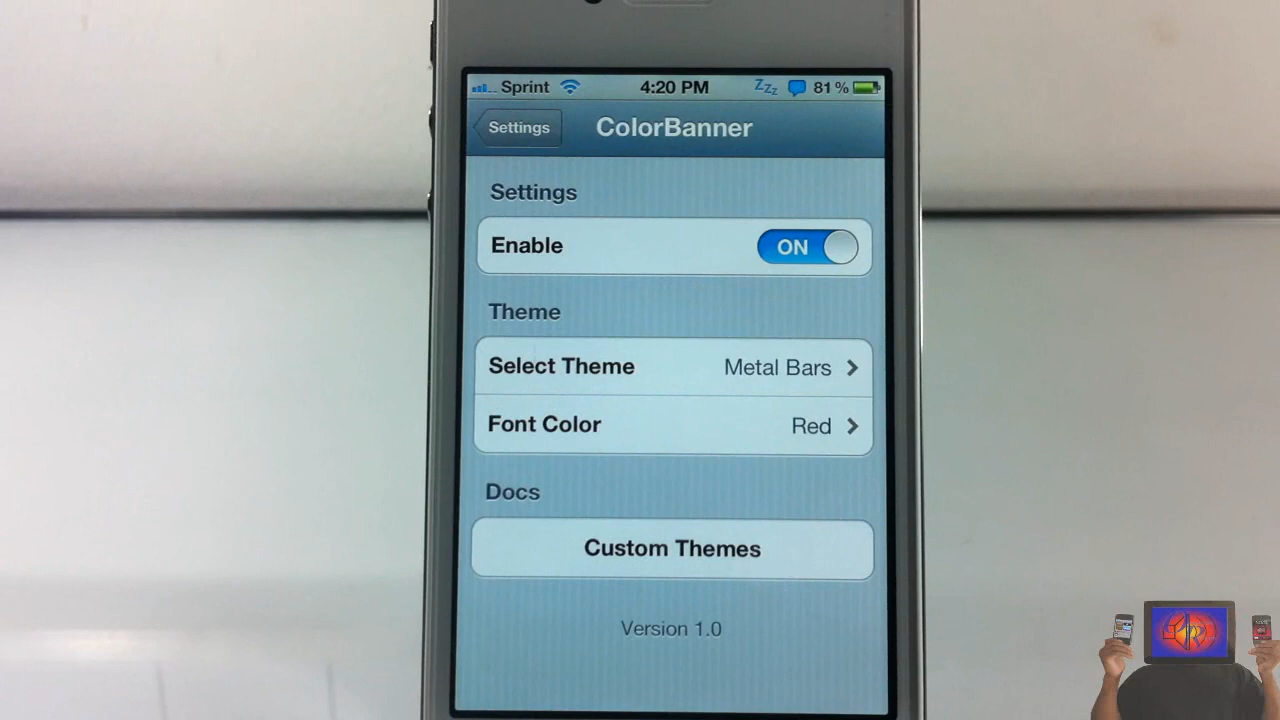 Sprint 4:20 PM Zzz 81%
Settings ColorBanner
Settings
Enable ON
Theme
Select Theme Metal Bars
Font Color Red
Docs
Custom Themes
Version 1.0